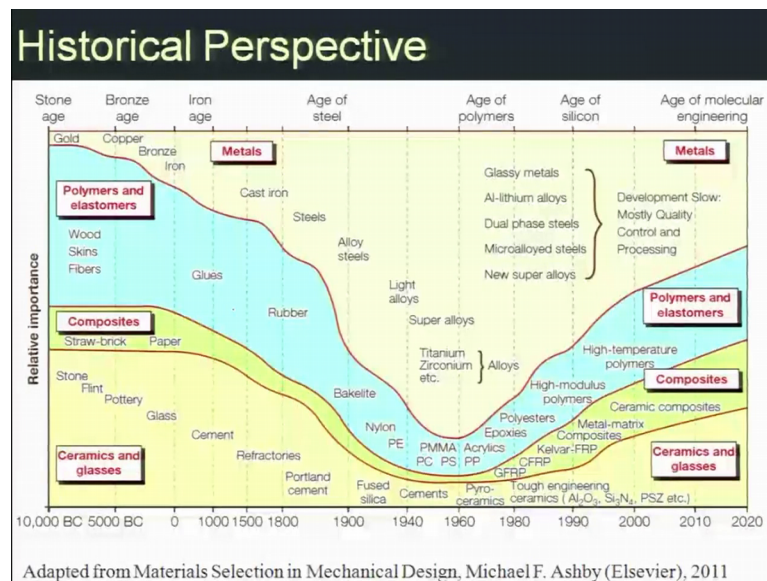 Historical Perspective
Stone age
Bronze age
Iron age
Age of steel
Age of polymers
Age of silicon
Age of molecular engineering
Gold
Copper
Bronze
Iron
Metals
Metals
Polymers and elastomers
Wood
Skins
Fibers
Cast iron
Steels
Alloy steels
Light alloys
Super alloys
Titanium
Zirconium
etc.
Alloys
Glassy metals
Al-lithium alloys
Dual phase steels
Microalloyed steels
New super alloys
Development Slow:
Mostly Quality
Control and
Processing
Relative importance
Glues
Rubber
Composites
Straw-brick
Paper
Bakelite
Nylon
PE
PMMA
Acrylics
PC
PS
PP
Epoxies
Polyesters
High-modulus polymers
High-temperature polymers
Polymers and elastomers
Composites
Ceramic composites
Metal-matrix Composites
Kelvar-FRP
CFRP
GFRP
Stone
Flint
Pottery
Glass
Cement
Refractories
Portland cement
Fused silica
Cements
Pyro-ceramics
Tough engineering
ceramics ( Al2O3, Si3N4, PSZ etc.)
Ceramics and glasses
Ceramics and glasses
10,000 BC 5000 BC 0 1000 1500 1800 1900 1940 1960 1980 1990 2000 2010 2020
Adapted from Materials Selection in Mechanical Design, Michael F. Ashby (Elsevier), 2011